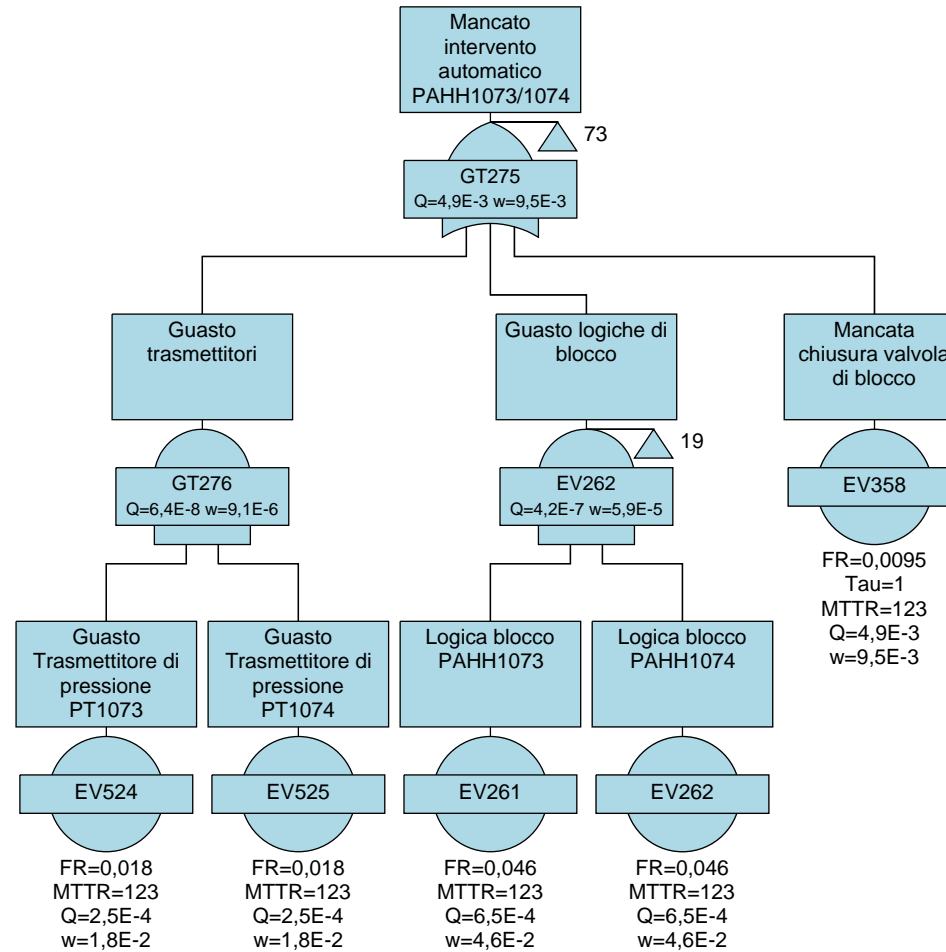 Mancato
intervento
automatico
PAHH1073/1074
73
GT275
Q=4,9E-3 w=9,5E-3
Guasto
trasmettitori
Guasto logiche di
blocco
Mancata
chiusura valvola
di blocco
19
GT276
Q=6,4E-8 w=9,1E-6
EV262
Q=4,2E-7 w=5,9E-5
EV358
FR=0,0095
Tau=1
MTTR=123
Q=4,9E-3
w=9,5E-3
Guasto
Trasmettitore di
pressione
PT1073
Guasto
Trasmettitore di
pressione
PT1074
Logica blocco
PAHH1073
Logica blocco
PAHH1074
EV524
EV525
EV261
EV262
FR=0,018
MTTR=123
Q=2,5E-4
w=1,8E-2
FR=0,018
MTTR=123
Q=2,5E-4
w=1,8E-2
FR=0,046
MTTR=123
Q=6,5E-4
w=4,6E-2
FR=0,046
MTTR=123
Q=6,5E-4
w=4,6E-2